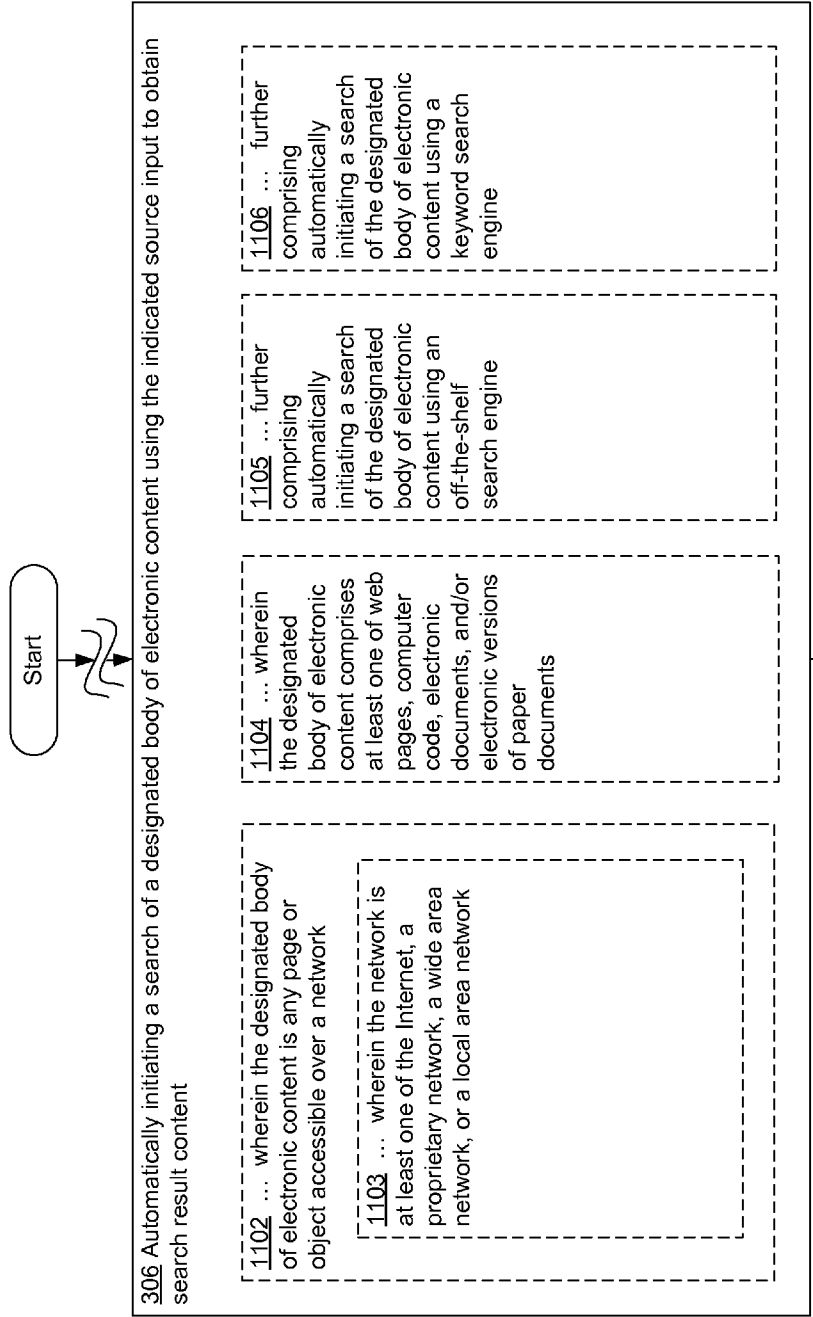 Start
306 Automatically initiating a search of a designated body of electronic content using the indicated source input to obtain
search result content
1102 ... wherein the designated body
of electronic content is any page or
object accessible over a network
1103 ... wherein the network is
at least one of the Internet, a
proprietary network, a wide area
network, or a local area network
1104 ... wherein
the designated
body of electronic
content comprises
at least one of web
pages, computer
code, electronic
documents, and/or
electronic versions
of paper
documents
1105 ... further
comprising
automatically
initiating a search
of the designated
body of electronic
content using an
off-the-shelf
search engine
1106 ... further
comprising
automatically
initiating a search
of the designated
body of electronic
content using a
keyword search
engine